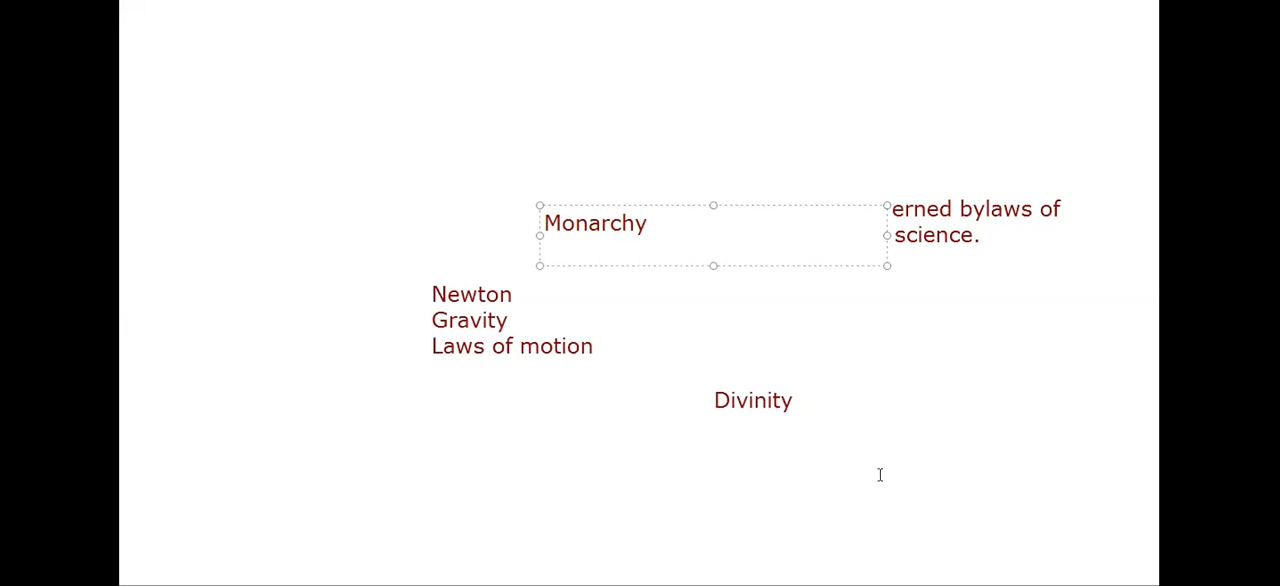 erned bylaws of
Monarchy
science.
Newton
Gravity
Laws of motion
Divinity